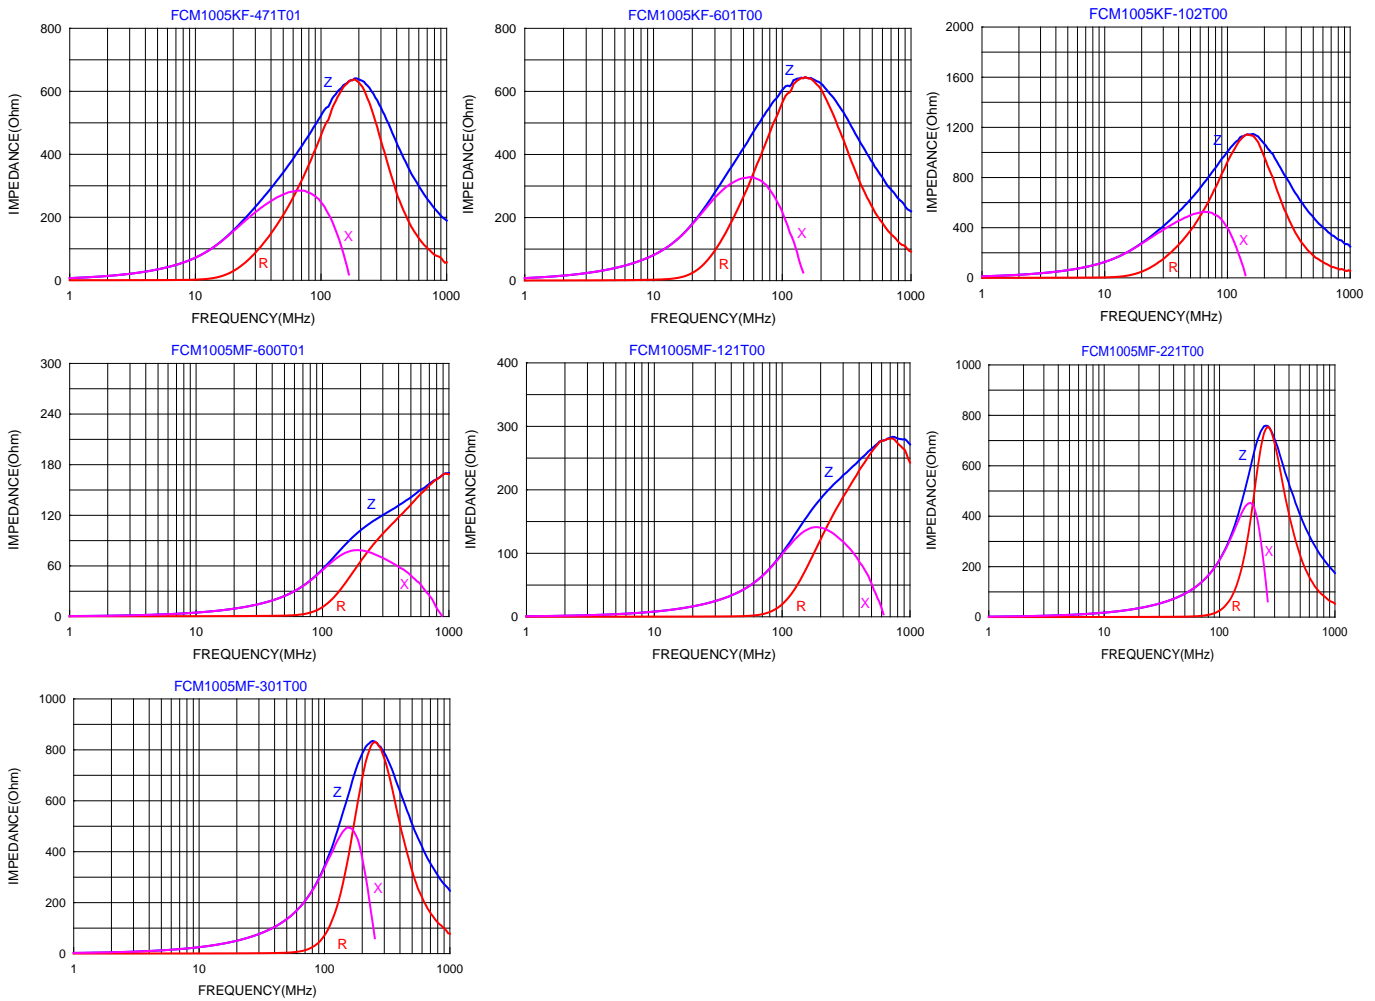 FCM1005KF-471T01
800
600
400
200
0
IMPEDANCE(Ohm)
Z
X
R
1
10
100
1000
FREQUENCY(MHz)
FCM1005KF-601T00
800
600
400
200
0
IMPEDANCE(Ohm)
Z
X
R
1
10
100
1000
FREQUENCY(MHz)
FCM1005KF-102T00
2000
1600
1200
800
400
0
IMPEDANCE(Ohm)
Z
X
R
1
10
100
1000
FREQUENCY(MHz)
FCM1005MF-600T01
300
240
180
120
60
0
IMPEDANCE(Ohm)
Z
X
R
1
10
100
1000
FREQUENCY(MHz)
FCM1005MF-121T00
400
300
200
100
0
IMPEDANCE(Ohm)
Z
X
R
1
10
100
1000
FREQUENCY(MHz)
FCM1005MF-221T00
1000
800
600
400
200
0
IMPEDANCE(Ohm)
Z
X
R
1
10
100
1000
FREQUENCY(MHz)
FCM1005MF-301T00
1000
800
600
400
200
0
IMPEDANCE(Ohm)
Z
X
R
1
10
100
1000
FREQUENCY(MHz)